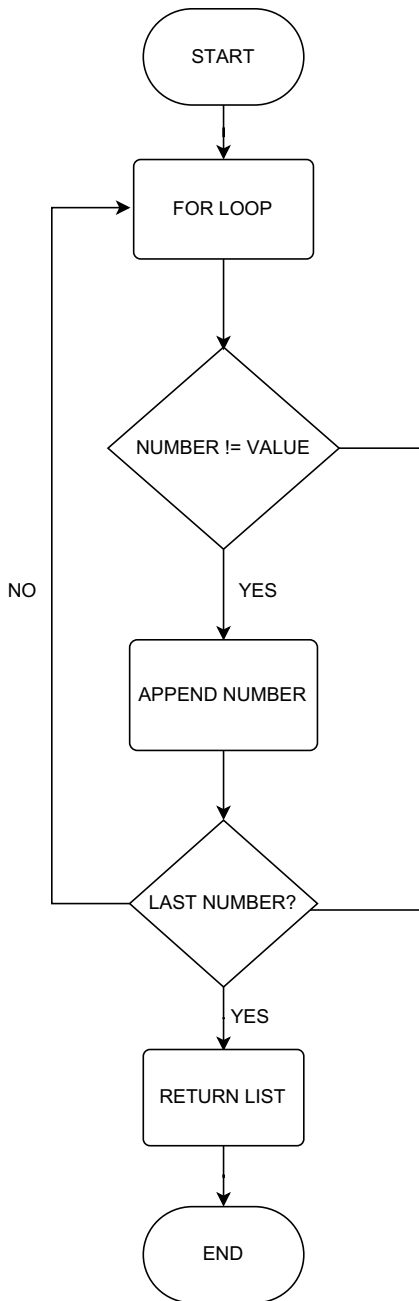 START
FOR LOOP
NUMBER != VALUE
NO
YES
APPEND NUMBER
LAST NUMBER?
YES
RETURN LIST
END